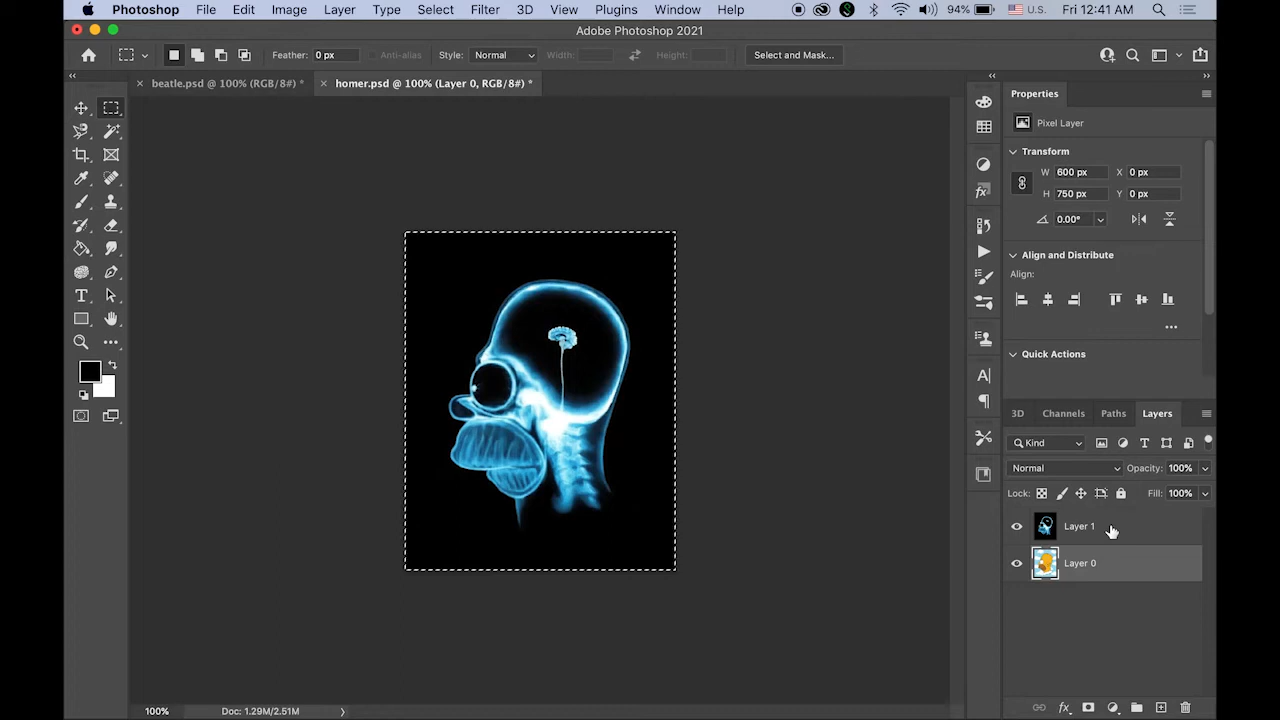 Photoshop File Edit Image Layer Type Select Filter 3D View Plugins Window Help 94% U.S. Fri 12:41 AM
Adobe Photoshop 2021
Feather: 0 px Anti-alias Style: Normal Width: Height: Select and Mask...
beatle.psd @ 100% (RGB/8#) * homer.psd @ 100% (Layer 0, RGB/8#) *
Properties
Pixel Layer
Transform
W 600 px X 0 px
H 750 px Y 0 px
0.00°
Align and Distribute
Align:
Quick Actions
3D Channels Paths Layers
Kind
Normal Opacity: 100%
Lock: Fill: 100%
Layer 1
Layer 0
100% Doc: 1.29M/2.51M